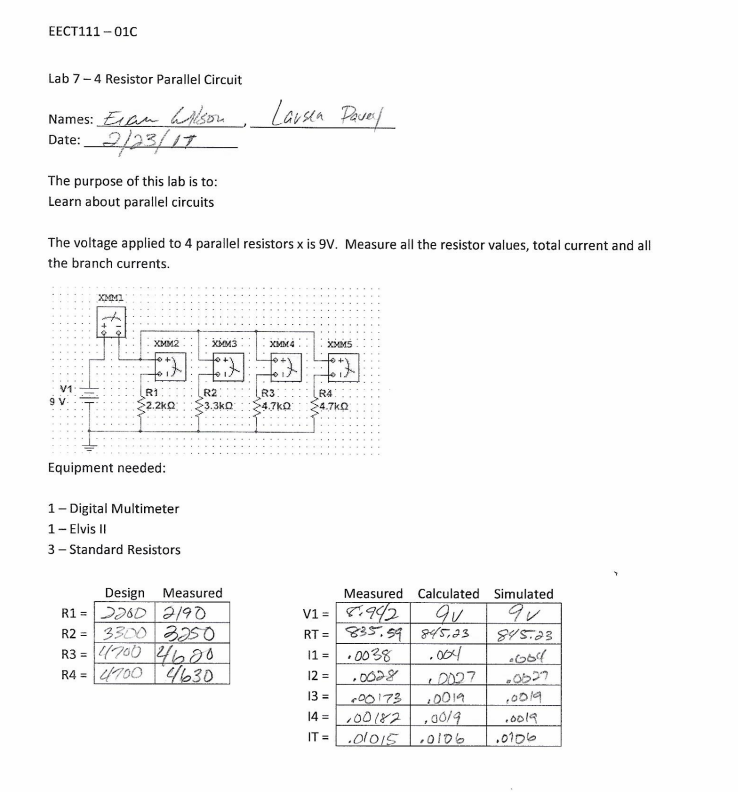 EECT111 – 01C
Lab 7 – 4 Resistor Parallel Circuit
Names: Evan Wilson,
Date: 2/23/17
The purpose of this lab is to:
Learn about parallel circuits
The voltage applied to 4 parallel resistors x is 9V. Measure all the resistor values, total current and all
the branch currents.
XMM1
XMM2 XMM3 XMM4 XMM5
V1
9 V
R1 R2 R3 R4
2.2kΩ 3.3kΩ 4.7kΩ 4.7kΩ
Equipment needed:
1 – Digital Multimeter
1 – Elvis II
3 – Standard Resistors
Design Measured
R1 = 2200 2190
R2 = 3300 3250
R3 = 4700 4680
R4 = 4700 4630
Measured Calculated Simulated
V1 = 8.942 9v 9v
RT = 835.59 845.23 845.23
I1 = .0038 .004 .004
I2 = .0028 .0027 .0027
I3 = .00173 .0019 .0019
I4 = .00182 .0019 .0019
IT = .01015 .0106 .0106